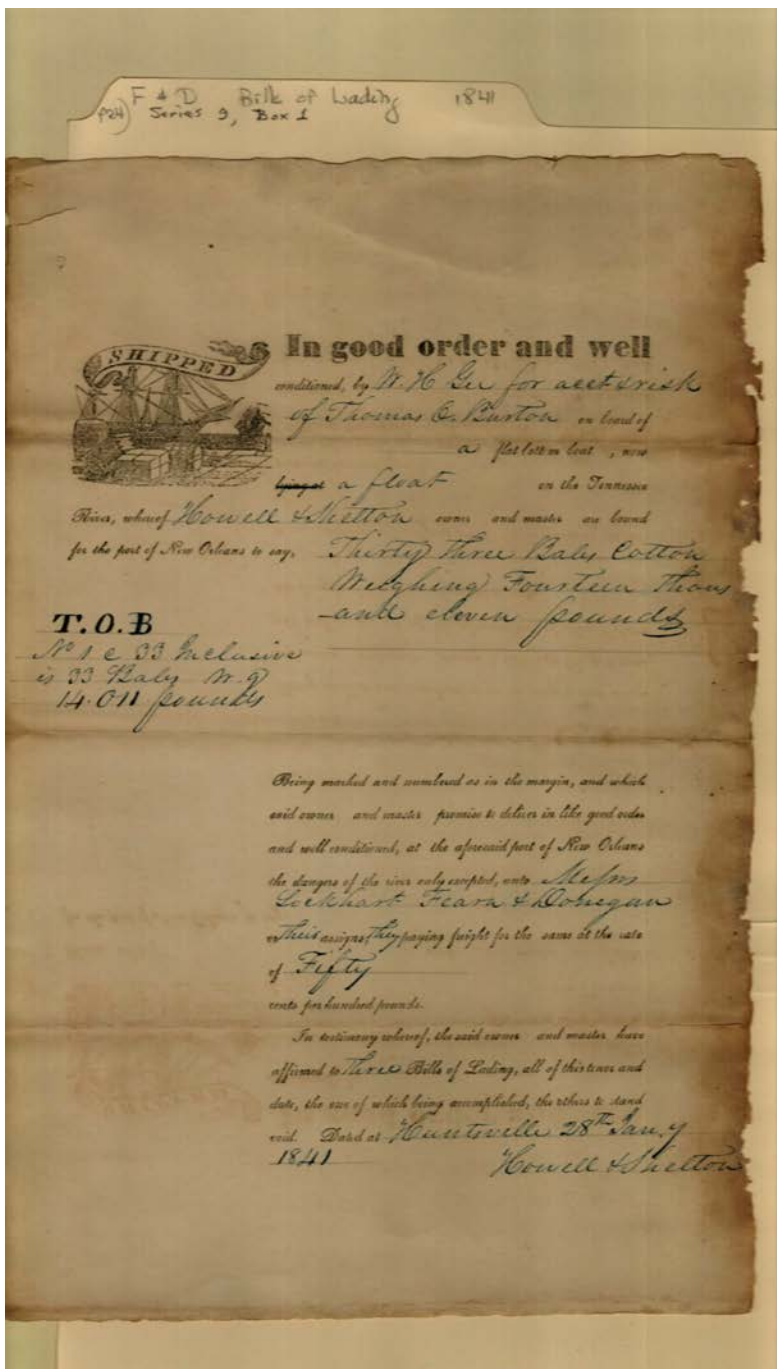 F & D Bills of Lading 1841
P24) Series 9, Box 1
SHIPPED
In good order and well
conditioned, by W. H Gee for acct & risk
of Thomas O. Burton on board of
a flat bottom boat, now
lying at a float on the Tennessee
River, whereof Howell & Shelton owner and master are bound
for the port of New Orleans to say,
Thirty three Bales Cotton
Weighing Fourteen Thous
and eleven pounds
T.O.B
No 1 @ 33 Inclusive
is 33 Bales W. g
14.011 pounds
Being marked and numbered as in the margin, and which
said owner and master promise to deliver in like good order
and well conditioned, at the aforesaid port of New Orleans
the dangers of the river only excepted, unto Messrs
Lockhart Fearn & Donegan
or Their assigns, they paying freight for the same at the rate
of Fifty
cents per hundred pounds.
In testimony whereof, the said owner and master have
affirmed to Three Bills of Lading, all of this tenor and
date, the one of which being accomplished, the others to stand
void. Dated at Huntsville 28th Jan.y
1841
Howell & Shelton